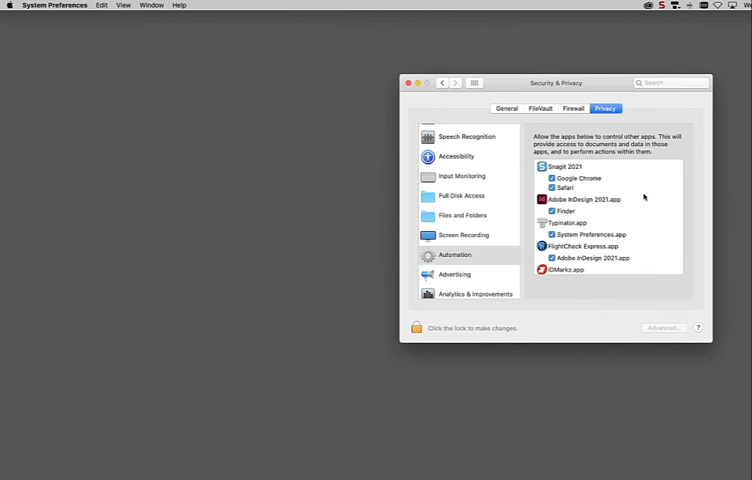 System Preferences Edit View Window Help
Security & Privacy
Search
General FileVault Firewall Privacy
Speech Recognition
Accessibility
Input Monitoring
Full Disk Access
Files and Folders
Screen Recording
Automation
Advertising
Analytics & Improvements
Allow the apps below to control other apps. This will
provide access to documents and data in those
apps, and to perform actions within them.
Snagit 2021
Google Chrome
Safari
Adobe InDesign 2021.app
Finder
Typinator.app
System Preferences.app
FlightCheck Express.app
Adobe InDesign 2021.app
IDMarkz.app
Click the lock to make changes.
Advanced...
?